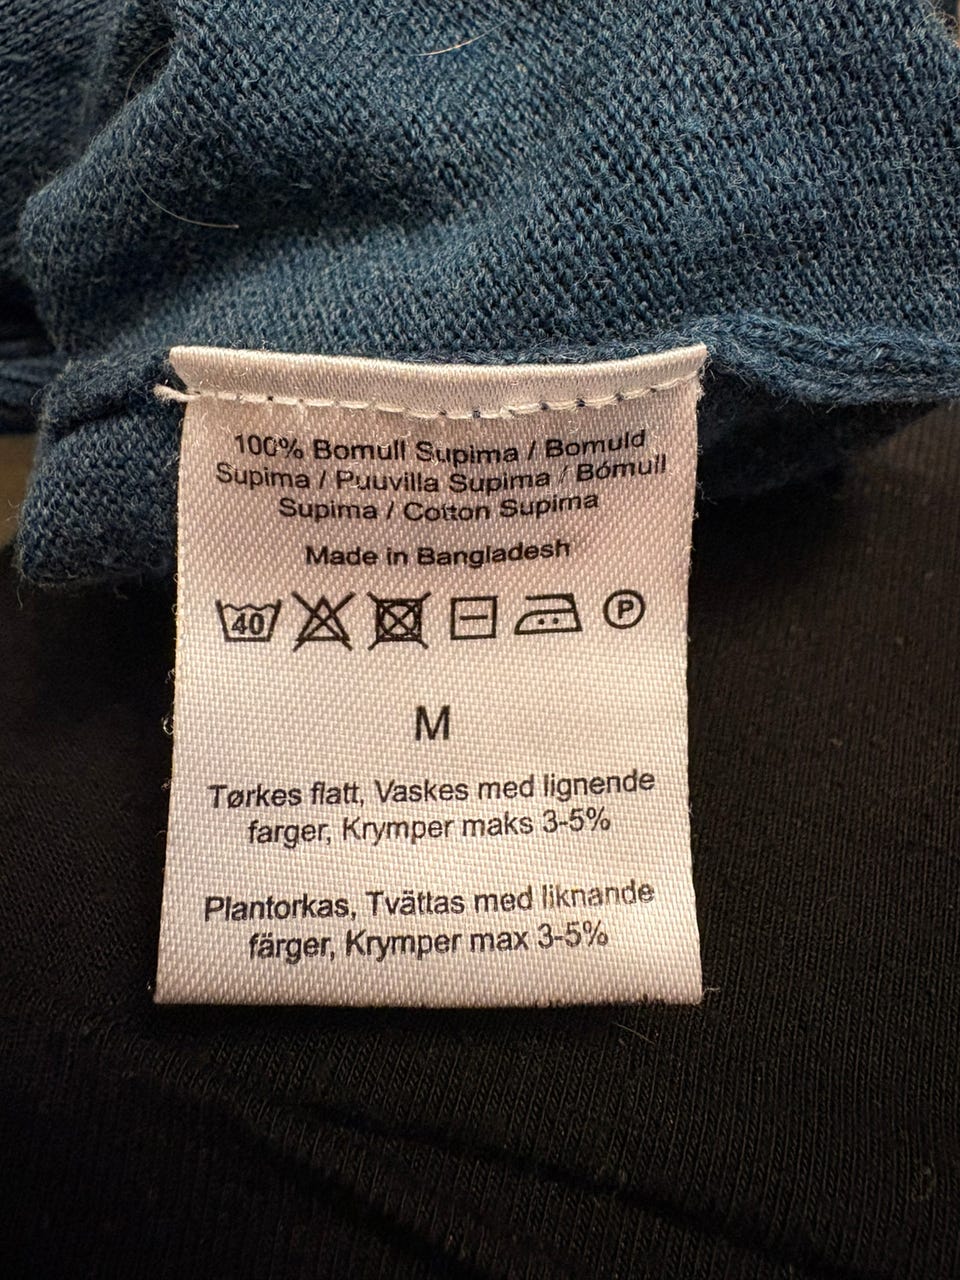 100% Bomull Supima / Bomuld
Supima / Puuvilla Supima / Bómull
Supima / Cotton Supima
Made in Bangladesh
40 P
M
Tørkes flatt, Vaskes med lignende
farger, Krymper maks 3-5%
Plantorkas, Tvättas med liknande
färger, Krymper max 3-5%